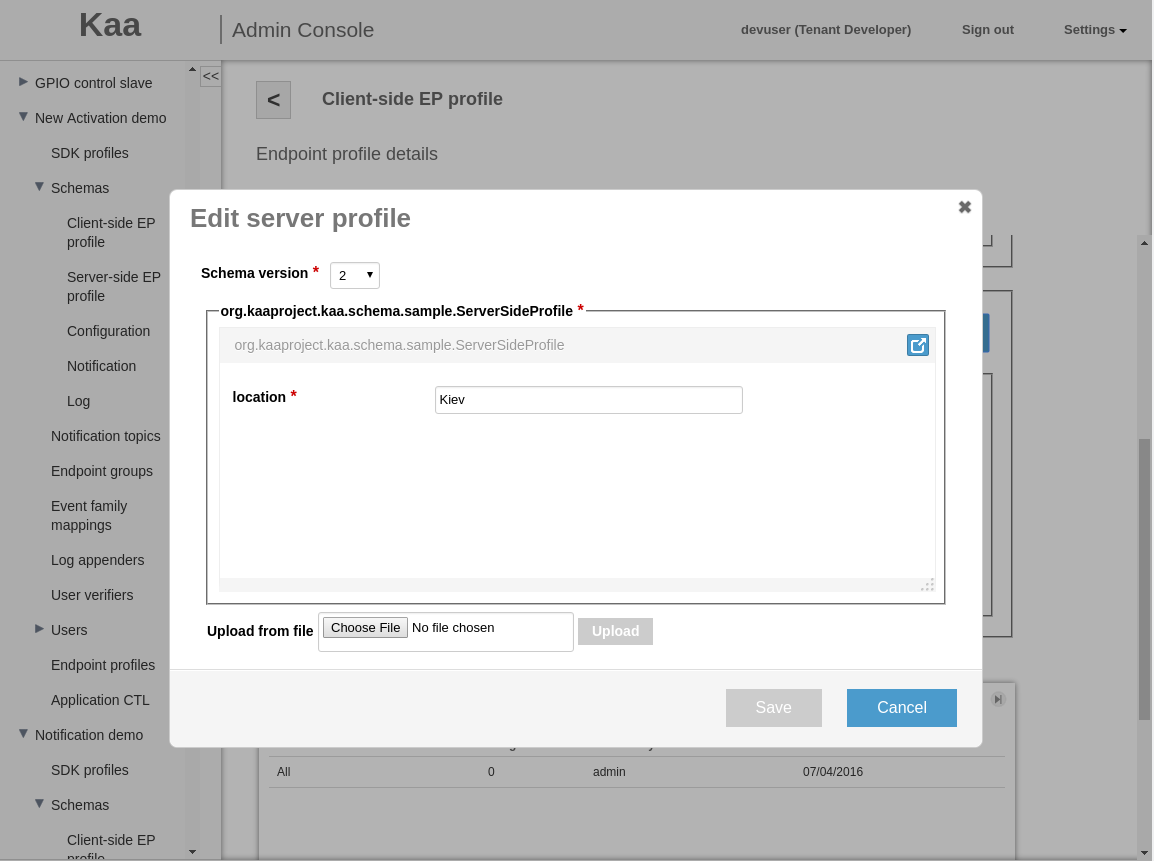 Kaa
Admin Console
devuser (Tenant Developer)
Sign out
Settings
<<
GPIO control slave
New Activation demo
SDK profiles
Schemas
Client-side EP
profile
Server-side EP
profile
Configuration
Notification
Log
Notification topics
Endpoint groups
Event family
mappings
Log appenders
User verifiers
Users
Endpoint profiles
Application CTL
Notification demo
SDK profiles
Schemas
Client-side EP
profile
<
Client-side EP profile
Endpoint profile details
Edit server profile
Schema version *
2
org.kaaproject.kaa.schema.sample.ServerSideProfile *
org.kaaproject.kaa.schema.sample.ServerSideProfile
location *
Kiev
Upload from file
Choose File No file chosen
Upload
Save
Cancel
All 0 admin 07/04/2016